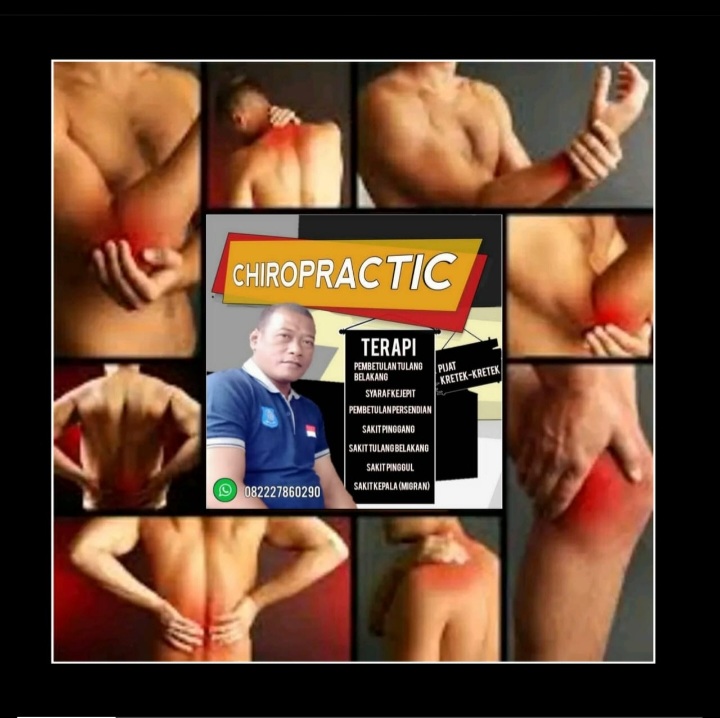 CHIROPRACTIC
TERAPI
PEMBETULAN TULANG
BELAKANG
SYARAF KEJEPIT
PEMBETULAN PERSENDIAN
SAKIT PINGGANG
SAKIT TULANG BELAKANG
SAKIT PINGGUL
SAKIT KEPALA (MIGRAN)
PIJAT
KRETEK-KRETEK
082227860290